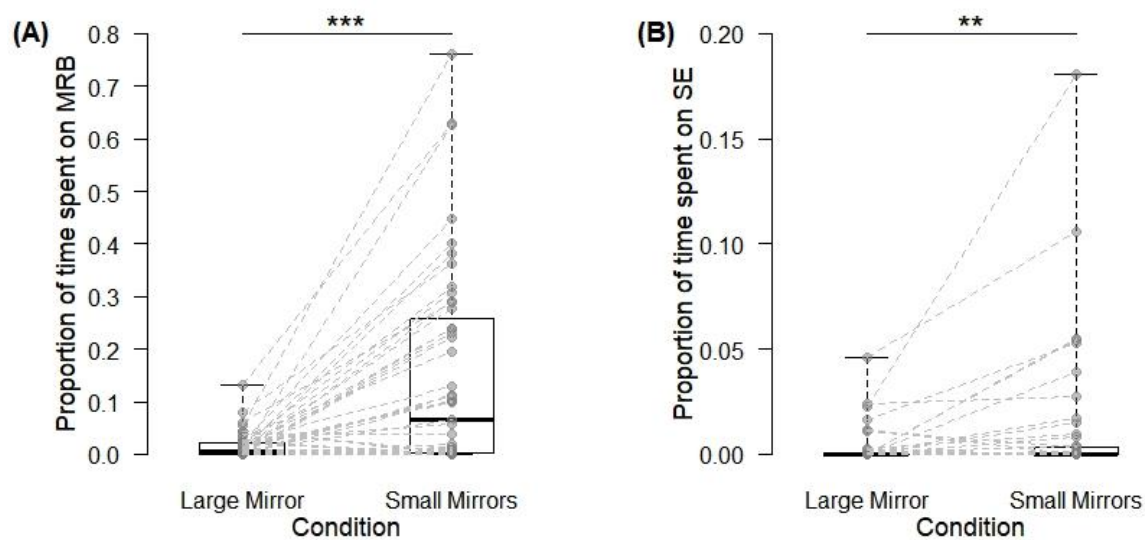 (A)
***
Proportion of time spent on MRB
0.8
0.7
0.6
0.5
0.4
0.3
0.2
0.1
0.0
Large Mirror
Small Mirrors
Condition
(B)
**
Proportion of time spent on SE
0.20
0.15
0.10
0.05
0.00
Large Mirror
Small Mirrors
Condition